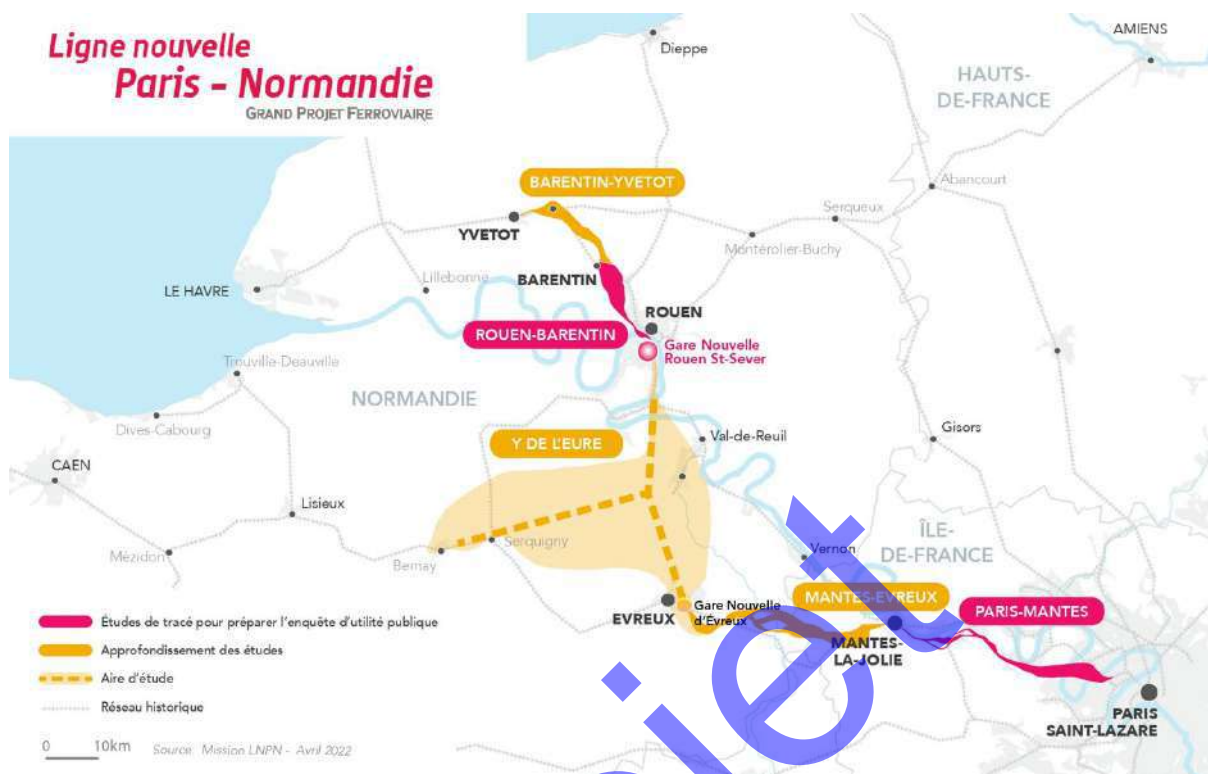 Ligne nouvelle
Paris - Normandie
GRAND PROJET FERROVIAIRE
Dieppe
AMIENS
HAUTS-
DE-FRANCE
Abancourt
BARENTIN-YVETOT
Serqueux
YVETOT
Montérolier-Buchy
LE HAVRE
Lillebonne
BARENTIN
ROUEN
ROUEN-BARENTIN
Gare Nouvelle
Rouen St-Sever
Trouville-Deauville
NORMANDIE
Dives-Cabourg
Y DE L'EURE
Val-de-Reuil
Gisors
CAEN
Lisieux
Mézidon
Bernay
Serquigny
Vernon
ÎLE-
DE-FRANCE
EVREUX
Gare Nouvelle
d'Évreux
MANTES-EVREUX
PARIS-MANTES
MANTES-
LA-JOLIE
PARIS
SAINT-LAZARE
Études de tracé pour préparer l'enquête d'utilité publique
Approfondissement des études
Aire d'étude
Réseau historique
0 10km Source: Mission LNPN - Avril 2022
jet